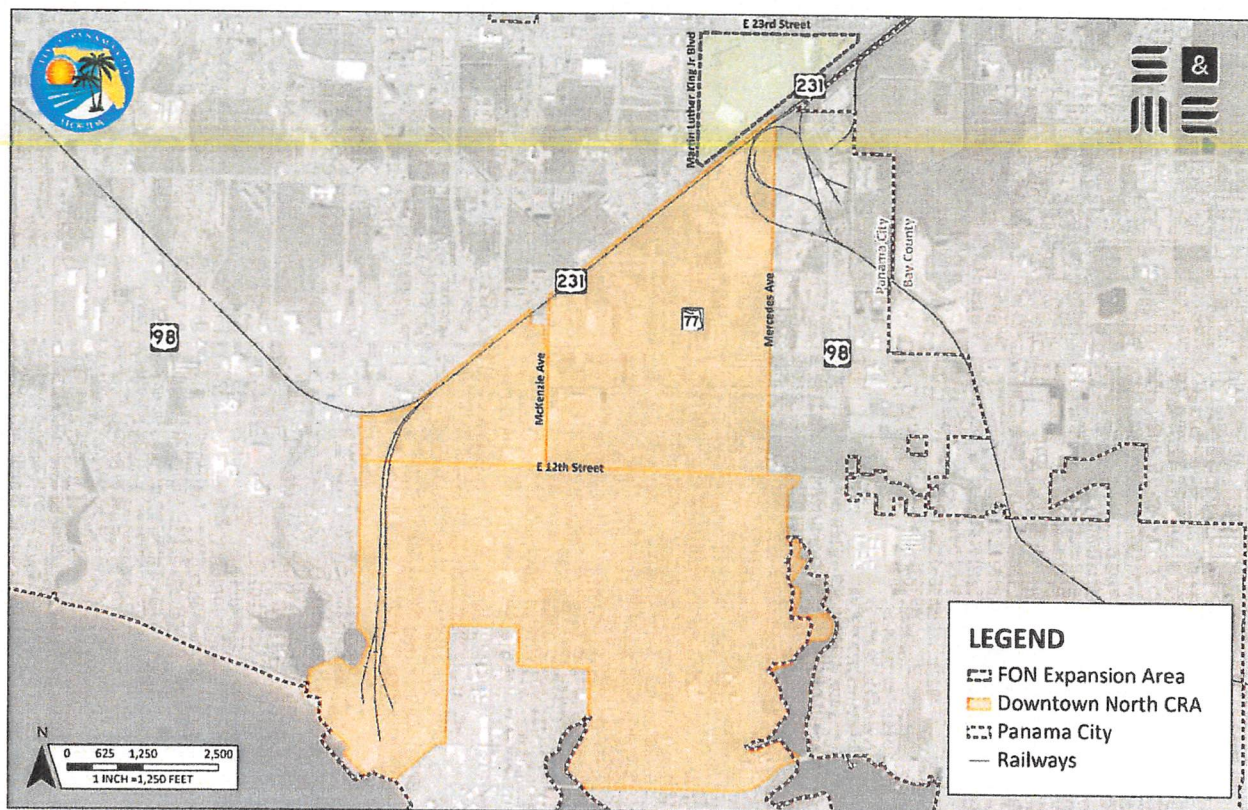 E 23rd Street
Martin Luther King Jr Blvd
231
&
FLORIDA
Panama City
Bay County
231
77
Mercedes Ave
98
98
McKenzie Ave
E 12th Street
N
0 625 1,250 2,500
1 INCH =1,250 FEET
LEGEND
FON Expansion Area
Downtown North CRA
Panama City
Railways